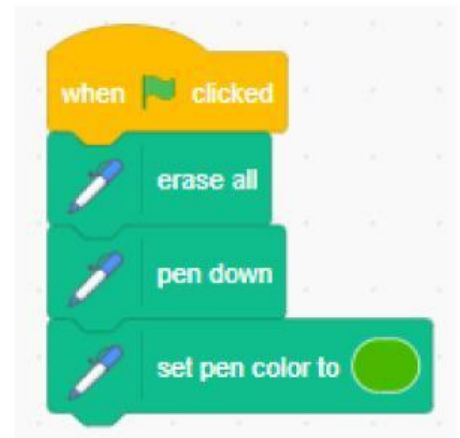 when clicked
erase all
pen down
set pen color to